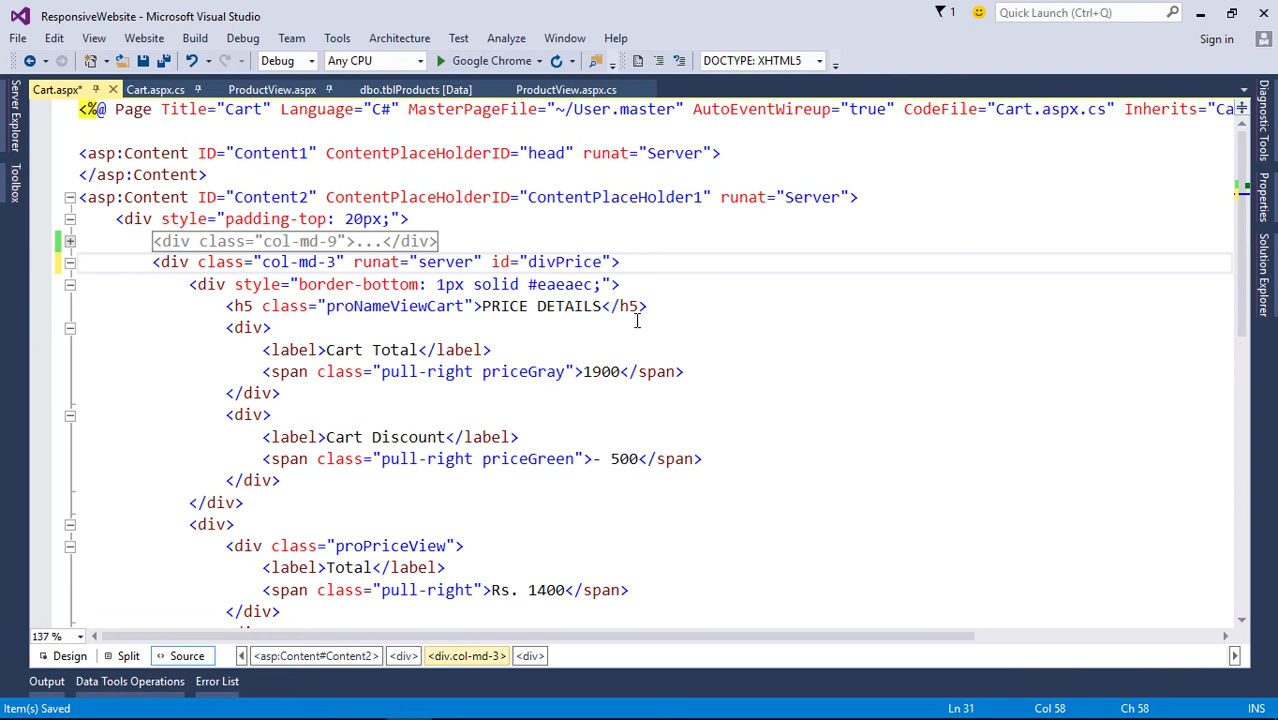 ResponsiveWebsite - Microsoft Visual Studio
1
Quick Launch (Ctrl+Q)
File Edit View Website Build Debug Team Tools Architecture Test Analyze Window Help
Sign in
Debug Any CPU Google Chrome DOCTYPE: XHTML5
Cart.aspx* Cart.aspx.cs ProductView.aspx dbo.tblProducts [Data] ProductView.aspx.cs
Server Explorer
Toolbox
Diagnostic Tools
Properties
Solution Explorer
<%@ Page Title="Cart" Language="C#" MasterPageFile="~/User.master" AutoEventWireup="true" CodeFile="Cart.aspx.cs" Inherits="Ca
<asp:Content ID="Content1" ContentPlaceHolderID="head" runat="Server">
</asp:Content>
<asp:Content ID="Content2" ContentPlaceHolderID="ContentPlaceHolder1" runat="Server">
<div style="padding-top: 20px;">
<div class="col-md-9">...</div>
<div class="col-md-3" runat="server" id="divPrice">
<div style="border-bottom: 1px solid #eaeaec;">
<h5 class="proNameViewCart">PRICE DETAILS</h5>
<div>
<label>Cart Total</label>
<span class="pull-right priceGray">1900</span>
</div>
<div>
<label>Cart Discount</label>
<span class="pull-right priceGreen">- 500</span>
</div>
</div>
<div>
<div class="proPriceView">
<label>Total</label>
<span class="pull-right">Rs. 1400</span>
</div>
137 %
Design Split Source <asp:Content#Content2> <div> <div.col-md-3> <div>
Output Data Tools Operations Error List
Item(s) Saved Ln 31 Col 58 Ch 58 INS